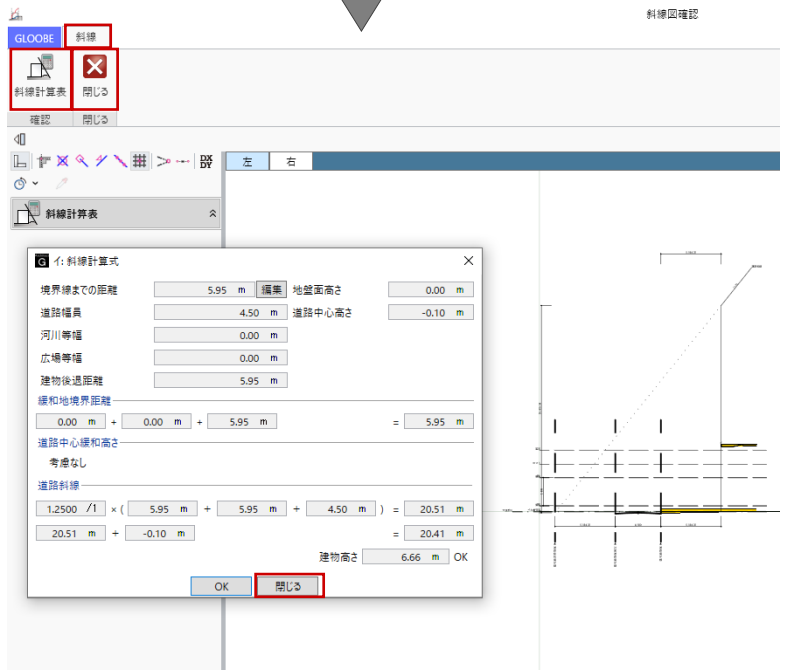 斜線図確認
GLOOBE 斜線
斜線計算表 閉じる
確認 閉じる
DX
DY
左 右
斜線計算表
G イ: 斜線計算式
境界線までの距離 5.95 m 編集 地盤面高さ 0.00 m
道路幅員 4.50 m 道路中心高さ -0.10 m
河川等幅 0.00 m
広場等幅 0.00 m
建物後退距離 5.95 m
緩和地境界距離
0.00 m + 0.00 m + 5.95 m = 5.95 m
道路中心緩和高さ
考慮なし
道路斜線
1.2500 /1 × ( 5.95 m + 5.95 m + 4.50 m ) = 20.51 m
20.51 m + -0.10 m = 20.41 m
建物高さ 6.66 m OK
OK 閉じる